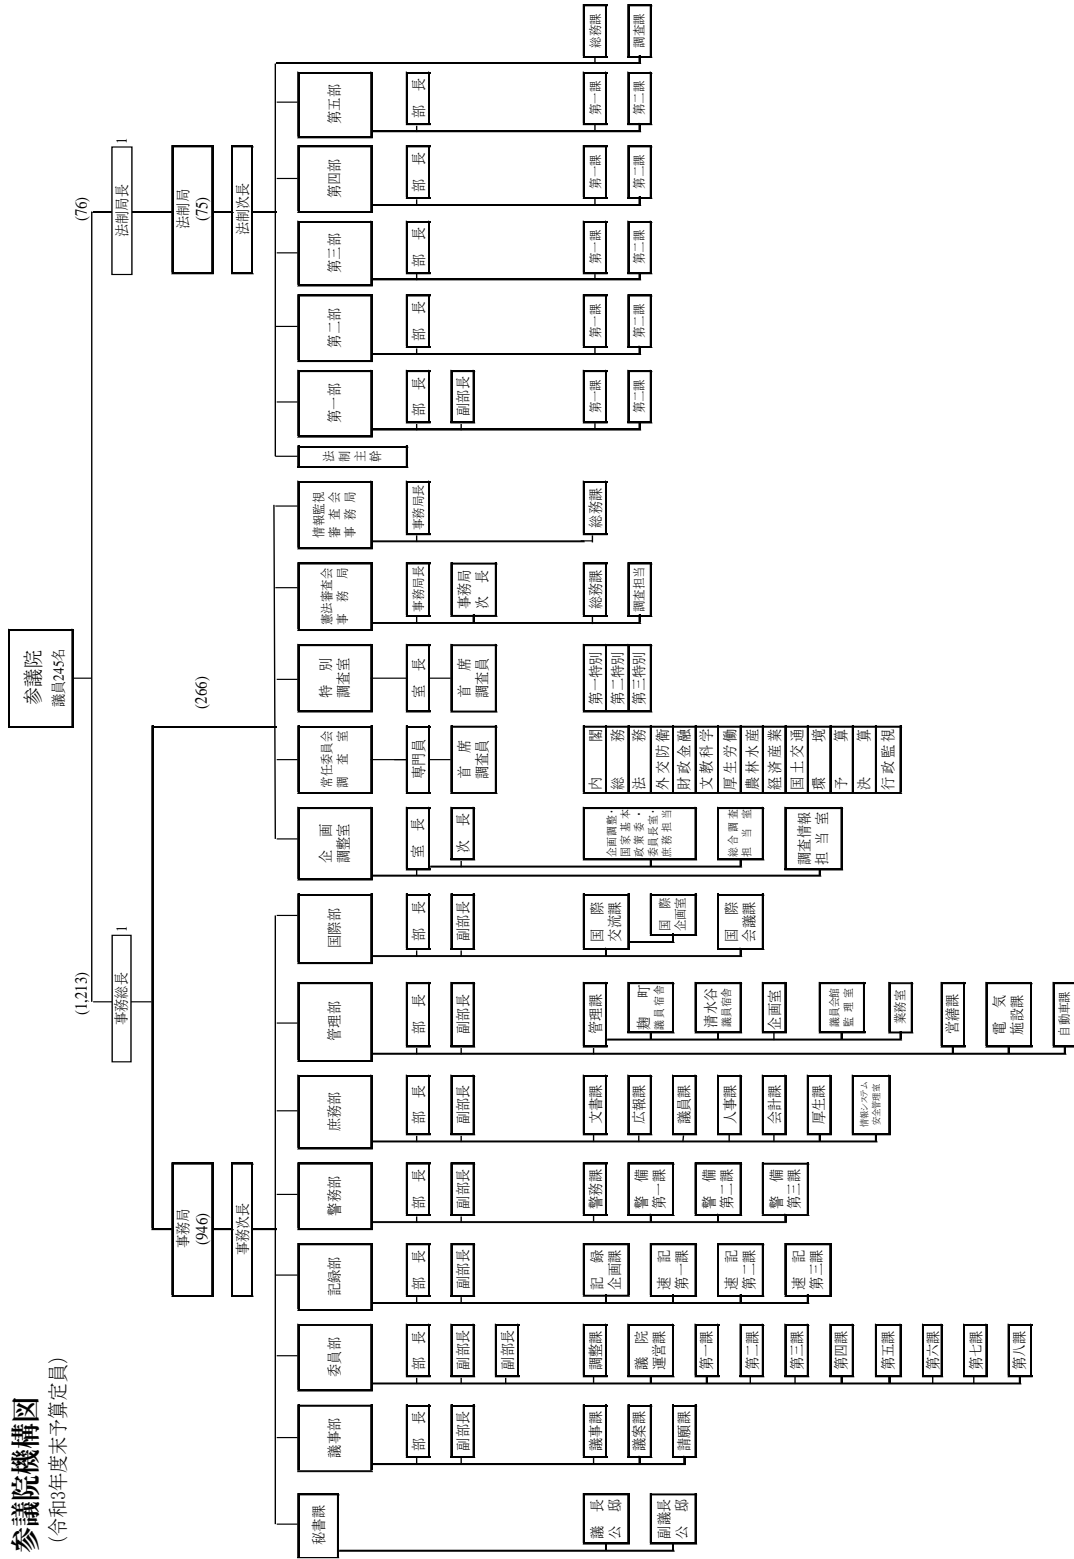 参議院機構図
(令和3年度末予算定員)
参議院
議員245名
(1,213)
事務総長
1
事務局
(946)
事務次長
(266)
(76)
法制局長
1
法制局
(75)
法制次長
秘書課
議長
公邸
副議長
公邸
議事部
部長
副部長
議事課
議案課
請願課
委員部
部長
副部長
副部長
調整課
議院
運営課
第一課
第二課
第三課
第四課
第五課
第六課
第七課
第八課
記録部
部長
副部長
記録
企画課
速記
第一課
速記
第二課
速記
第三課
警務部
部長
副部長
警務課
警備
第一課
警備
第二課
警備
第三課
庶務部
部長
副部長
文書課
広報課
議員課
人事課
会計課
厚生課
情報システム
安全管理室
管理部
部長
副部長
管理課
麹町
議員宿舎
清水谷
議員宿舎
企画室
議員会館
監理室
業務室
営繕課
電気
施設課
自動車課
国際部
部長
副部長
国際
交流課
国際
企画室
国際
会議課
企画
調整室
室長
次長
企画調整・
国家基本
政策委・
委員長室・
庶務担当
総合調査
担当室
調査情報
担当室
常任委員会
調査室
専門員
首席
調査員
内閣
総務
法務
外交防衛
財政金融
文教科学
厚生労働
農林水産
経済産業
国土交通
環境
予算
決算
行政監視
特別
調査室
室長
首席
調査員
第一特別
第二特別
第三特別
憲法審査会
事務局
事務局長
事務局
次長
総務課
調査担当
情報監視
審査会
事務局
事務局長
総務課
法制主幹
第一部
部長
副部長
第一課
第二課
第二部
部長
第一課
第二課
第三部
部長
第一課
第二課
第四部
部長
第一課
第二課
第五部
部長
第一課
第二課
総務課
調査課